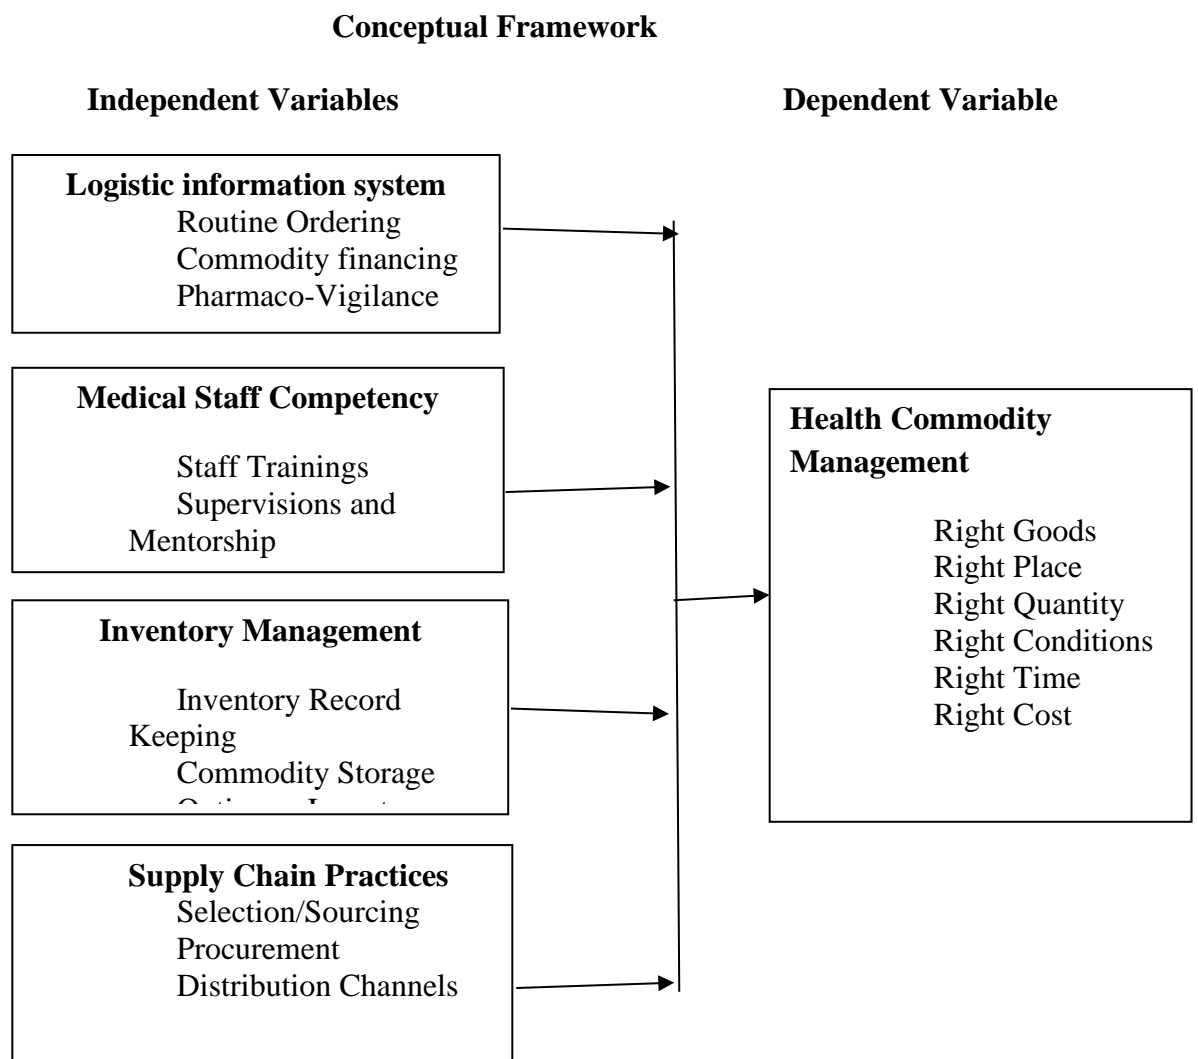 Conceptual Framework
Independent Variables
Dependent Variable
Logistic information system
Routine Ordering
Commodity financing
Pharmaco-Vigilance
Medical Staff Competency
Staff Trainings
Supervisions and
Mentorship
Inventory Management
Inventory Record
Keeping
Commodity Storage
Supply Chain Practices
Selection/Sourcing
Procurement
Distribution Channels
Health Commodity
Management
Right Goods
Right Place
Right Quantity
Right Conditions
Right Time
Right Cost